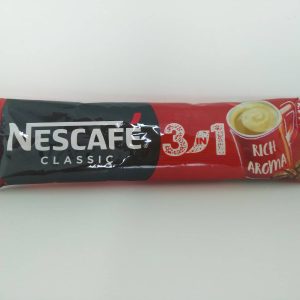 NESCAFÉ
CLASSIC
3in1
RICH
AROMA